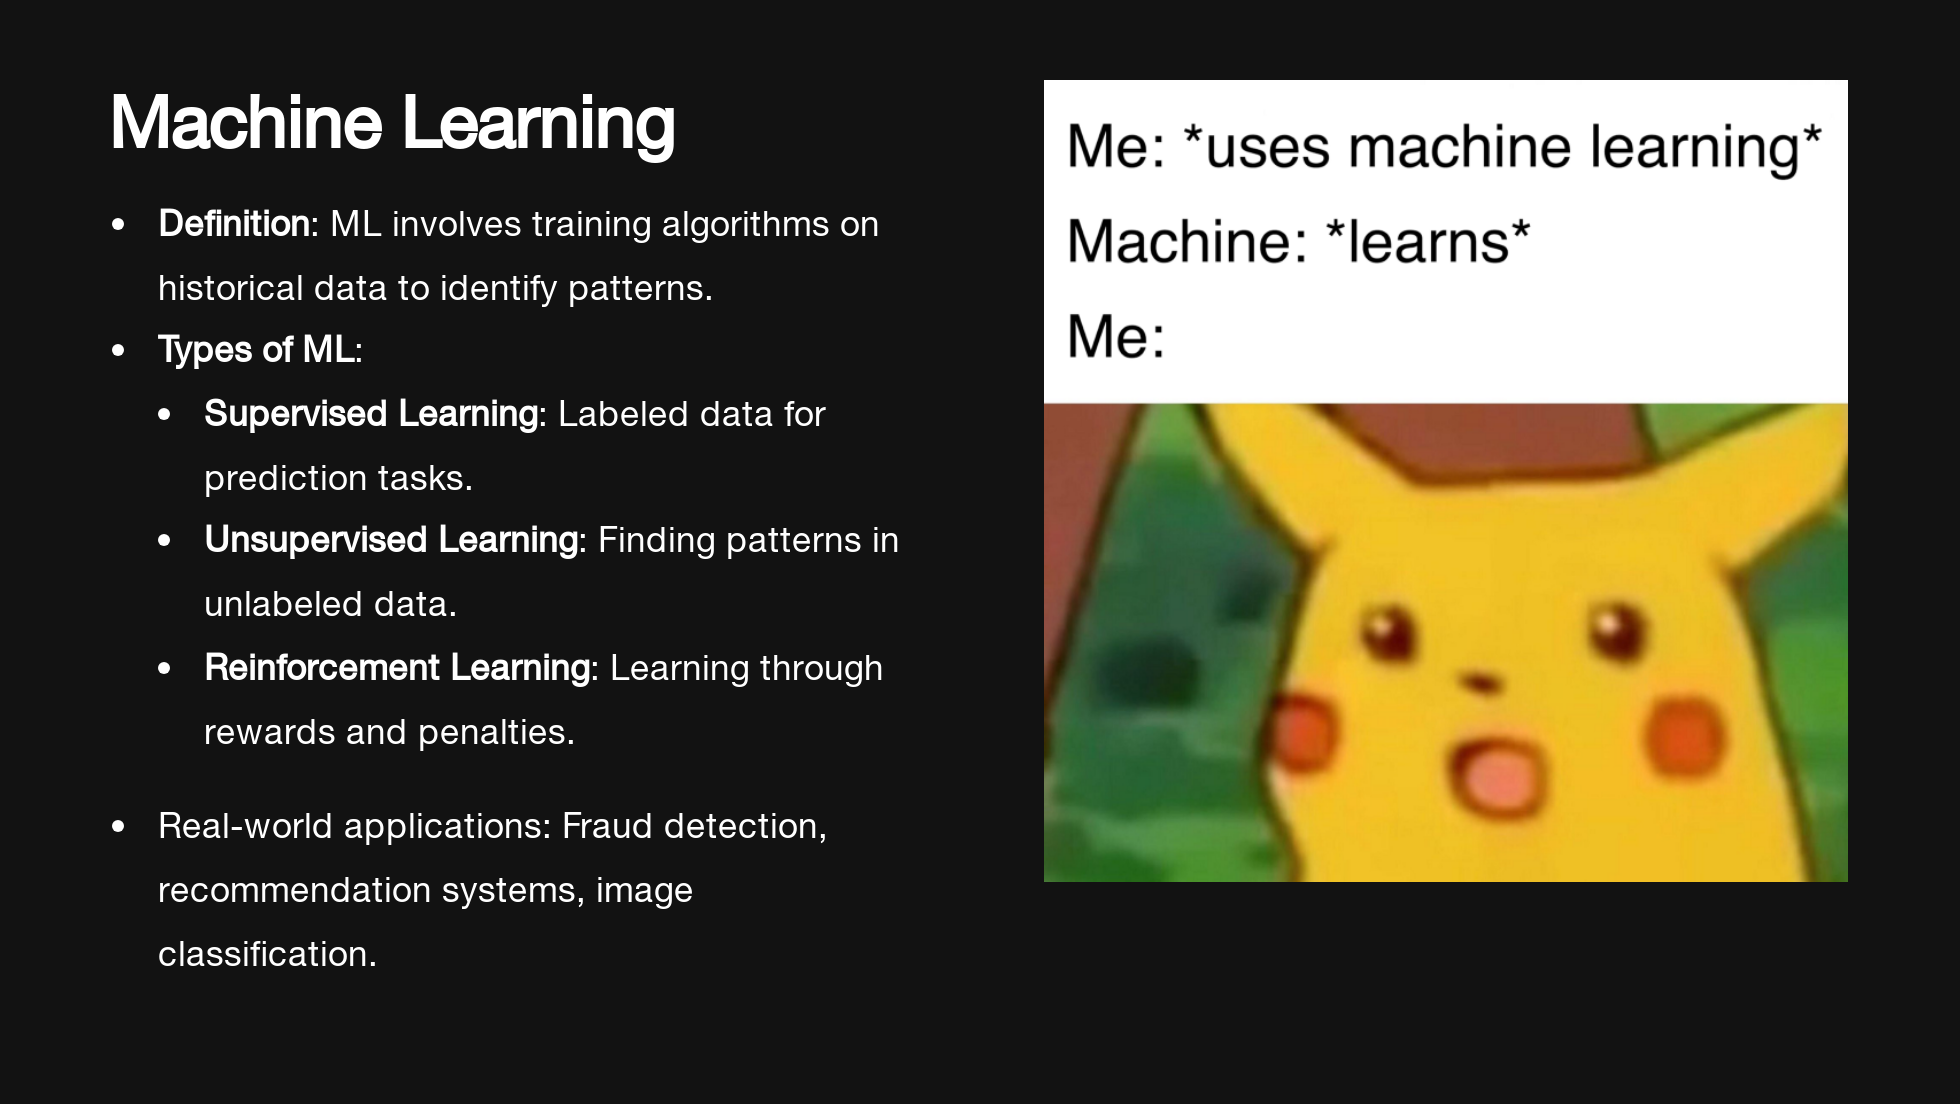 Machine Learning
• Definition: ML involves training algorithms on
historical data to identify patterns.
• Types of ML:
• Supervised Learning: Labeled data for
prediction tasks.
• Unsupervised Learning: Finding patterns in
unlabeled data.
• Reinforcement Learning: Learning through
rewards and penalties.
• Real-world applications: Fraud detection,
recommendation systems, image
classification.
Me: *uses machine learning*
Machine: *learns*
Me: